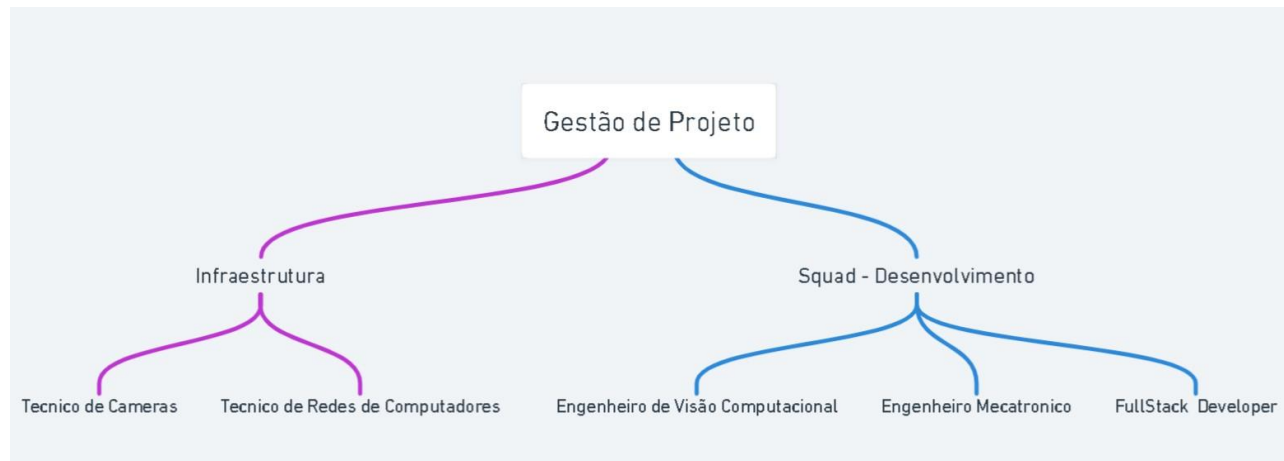 Gestão de Projeto
Infraestrutura
Squad - Desenvolvimento
Tecnico de Cameras
Tecnico de Redes de Computadores
Engenheiro de Visão Computacional
Engenheiro Mecatronico
FullStack Developer